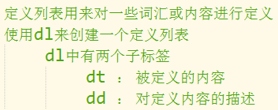 定义列表用来对一些词汇或内容进行定义
使用dl来创建一个定义列表
dl中有两个子标签
dt : 被定义的内容
dd : 对定义内容的描述